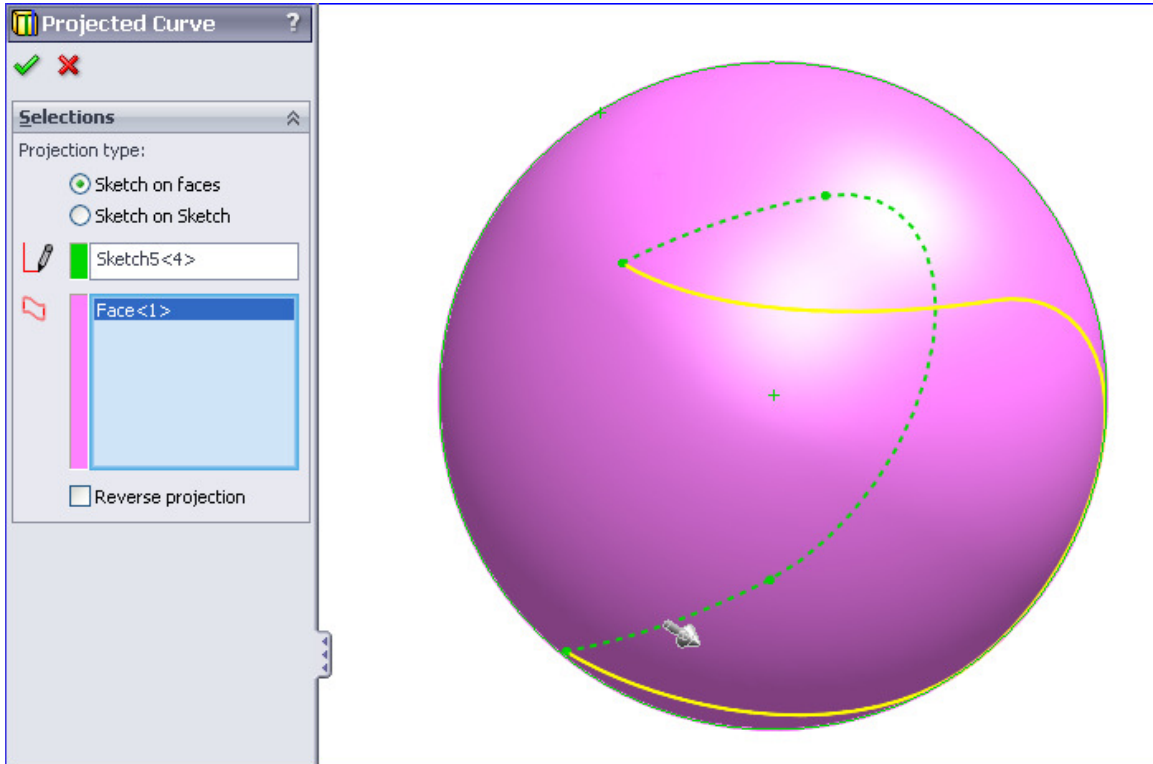 Projected Curve ?
Selections
Projection type:
Sketch on faces
Sketch on Sketch
Sketch5<4>
Face<1>
Reverse projection